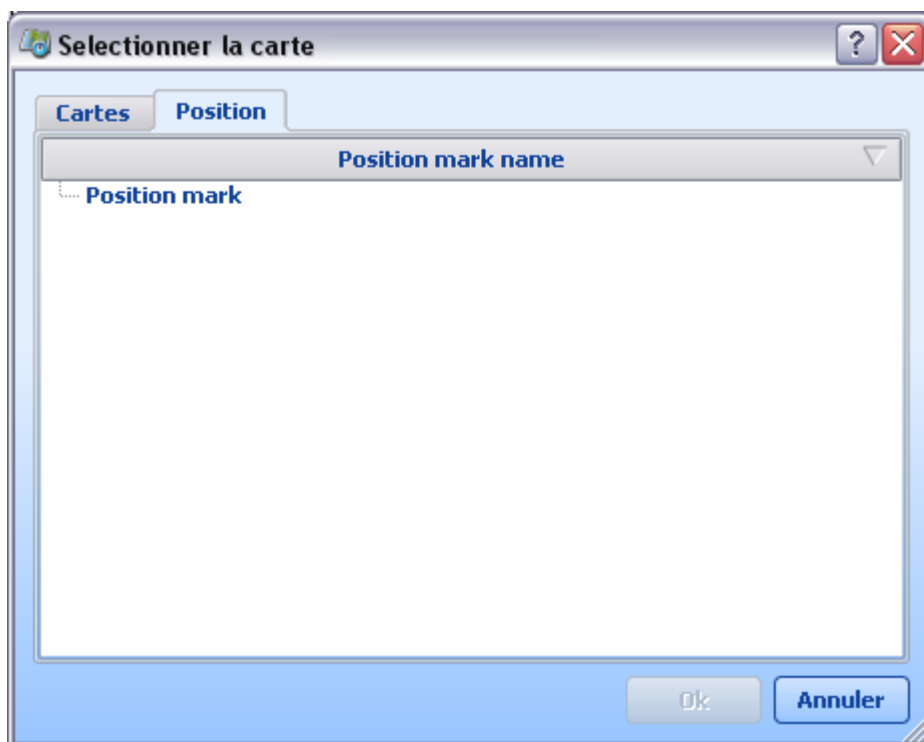 Selectionner la carte
Cartes Position
Position mark name
Position mark
Ok Annuler